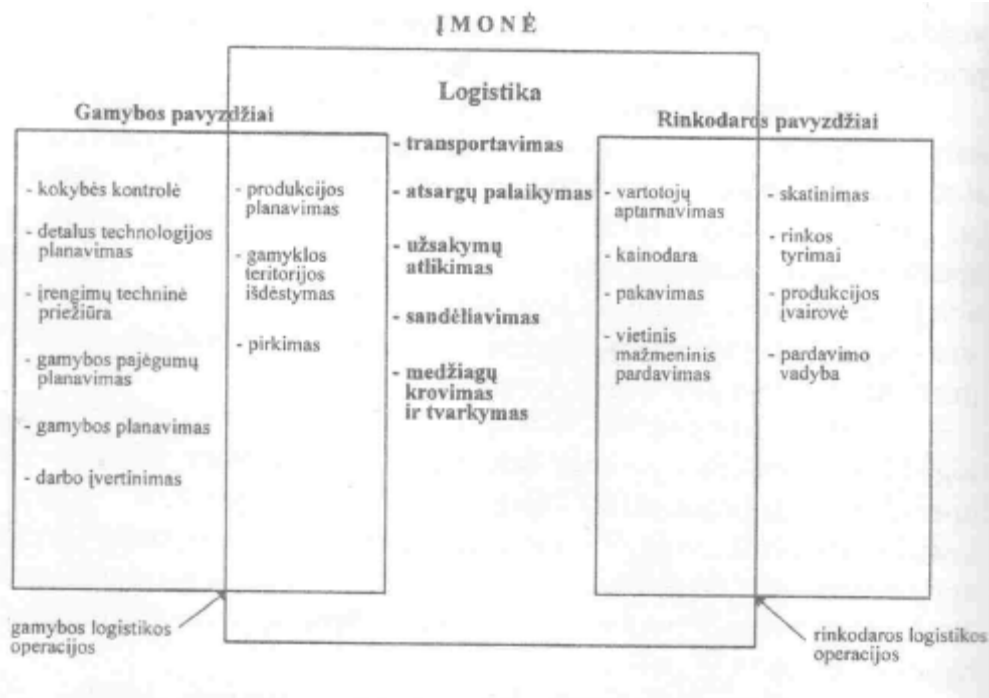 ĮMONĖ
Logistika
Gamybos pavyzdžiai
Rinkodaros pavyzdžiai
- kokybės kontrolė
- detalus technologijos
planavimas
- įrengimų techninė
priežiūra
- gamybos pajėgumų
planavimas
- gamybos planavimas
- darbo įvertinimas
- produkcijos
planavimas
- gamyklos
teritorijos
išdėstymas
- pirkimas
- transportavimas
- atsargų palaikymas
- užsakymų
atlikimas
- sandėliavimas
- medžiagų
krovimas
ir tvarkymas
- vartotojų
aptarnavimas
- kainodara
- pakavimas
- vietinis
mažmeninis
pardavimas
- skatinimas
- rinkos
tyrimai
- produkcijos
įvairovė
- pardavimo
vadyba
gamybos logistikos
operacijos
rinkodaros logistikos
operacijos